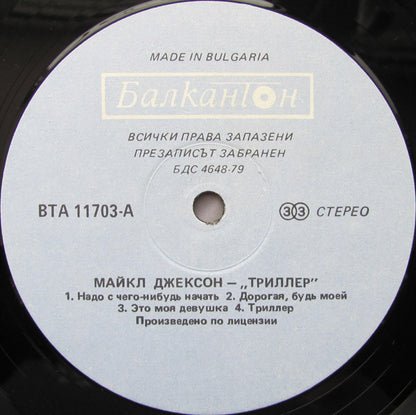 MADE IN BULGARIA
Балкантон
ВСИЧКИ ПРАВА ЗАПАЗЕНИ
ПРЕЗАПИСЪТ ЗАБРАНЕН
БДС 4648-79
ВТА 11703-А
33 СТЕРЕО
МАЙКЛ ДЖЕКСОН — „ТРИЛЛЕР"
1. Надо с чего-нибудь начать 2. Дорогая, будь моей
3. Это моя девушка 4. Триллер
Произведено по лицензии